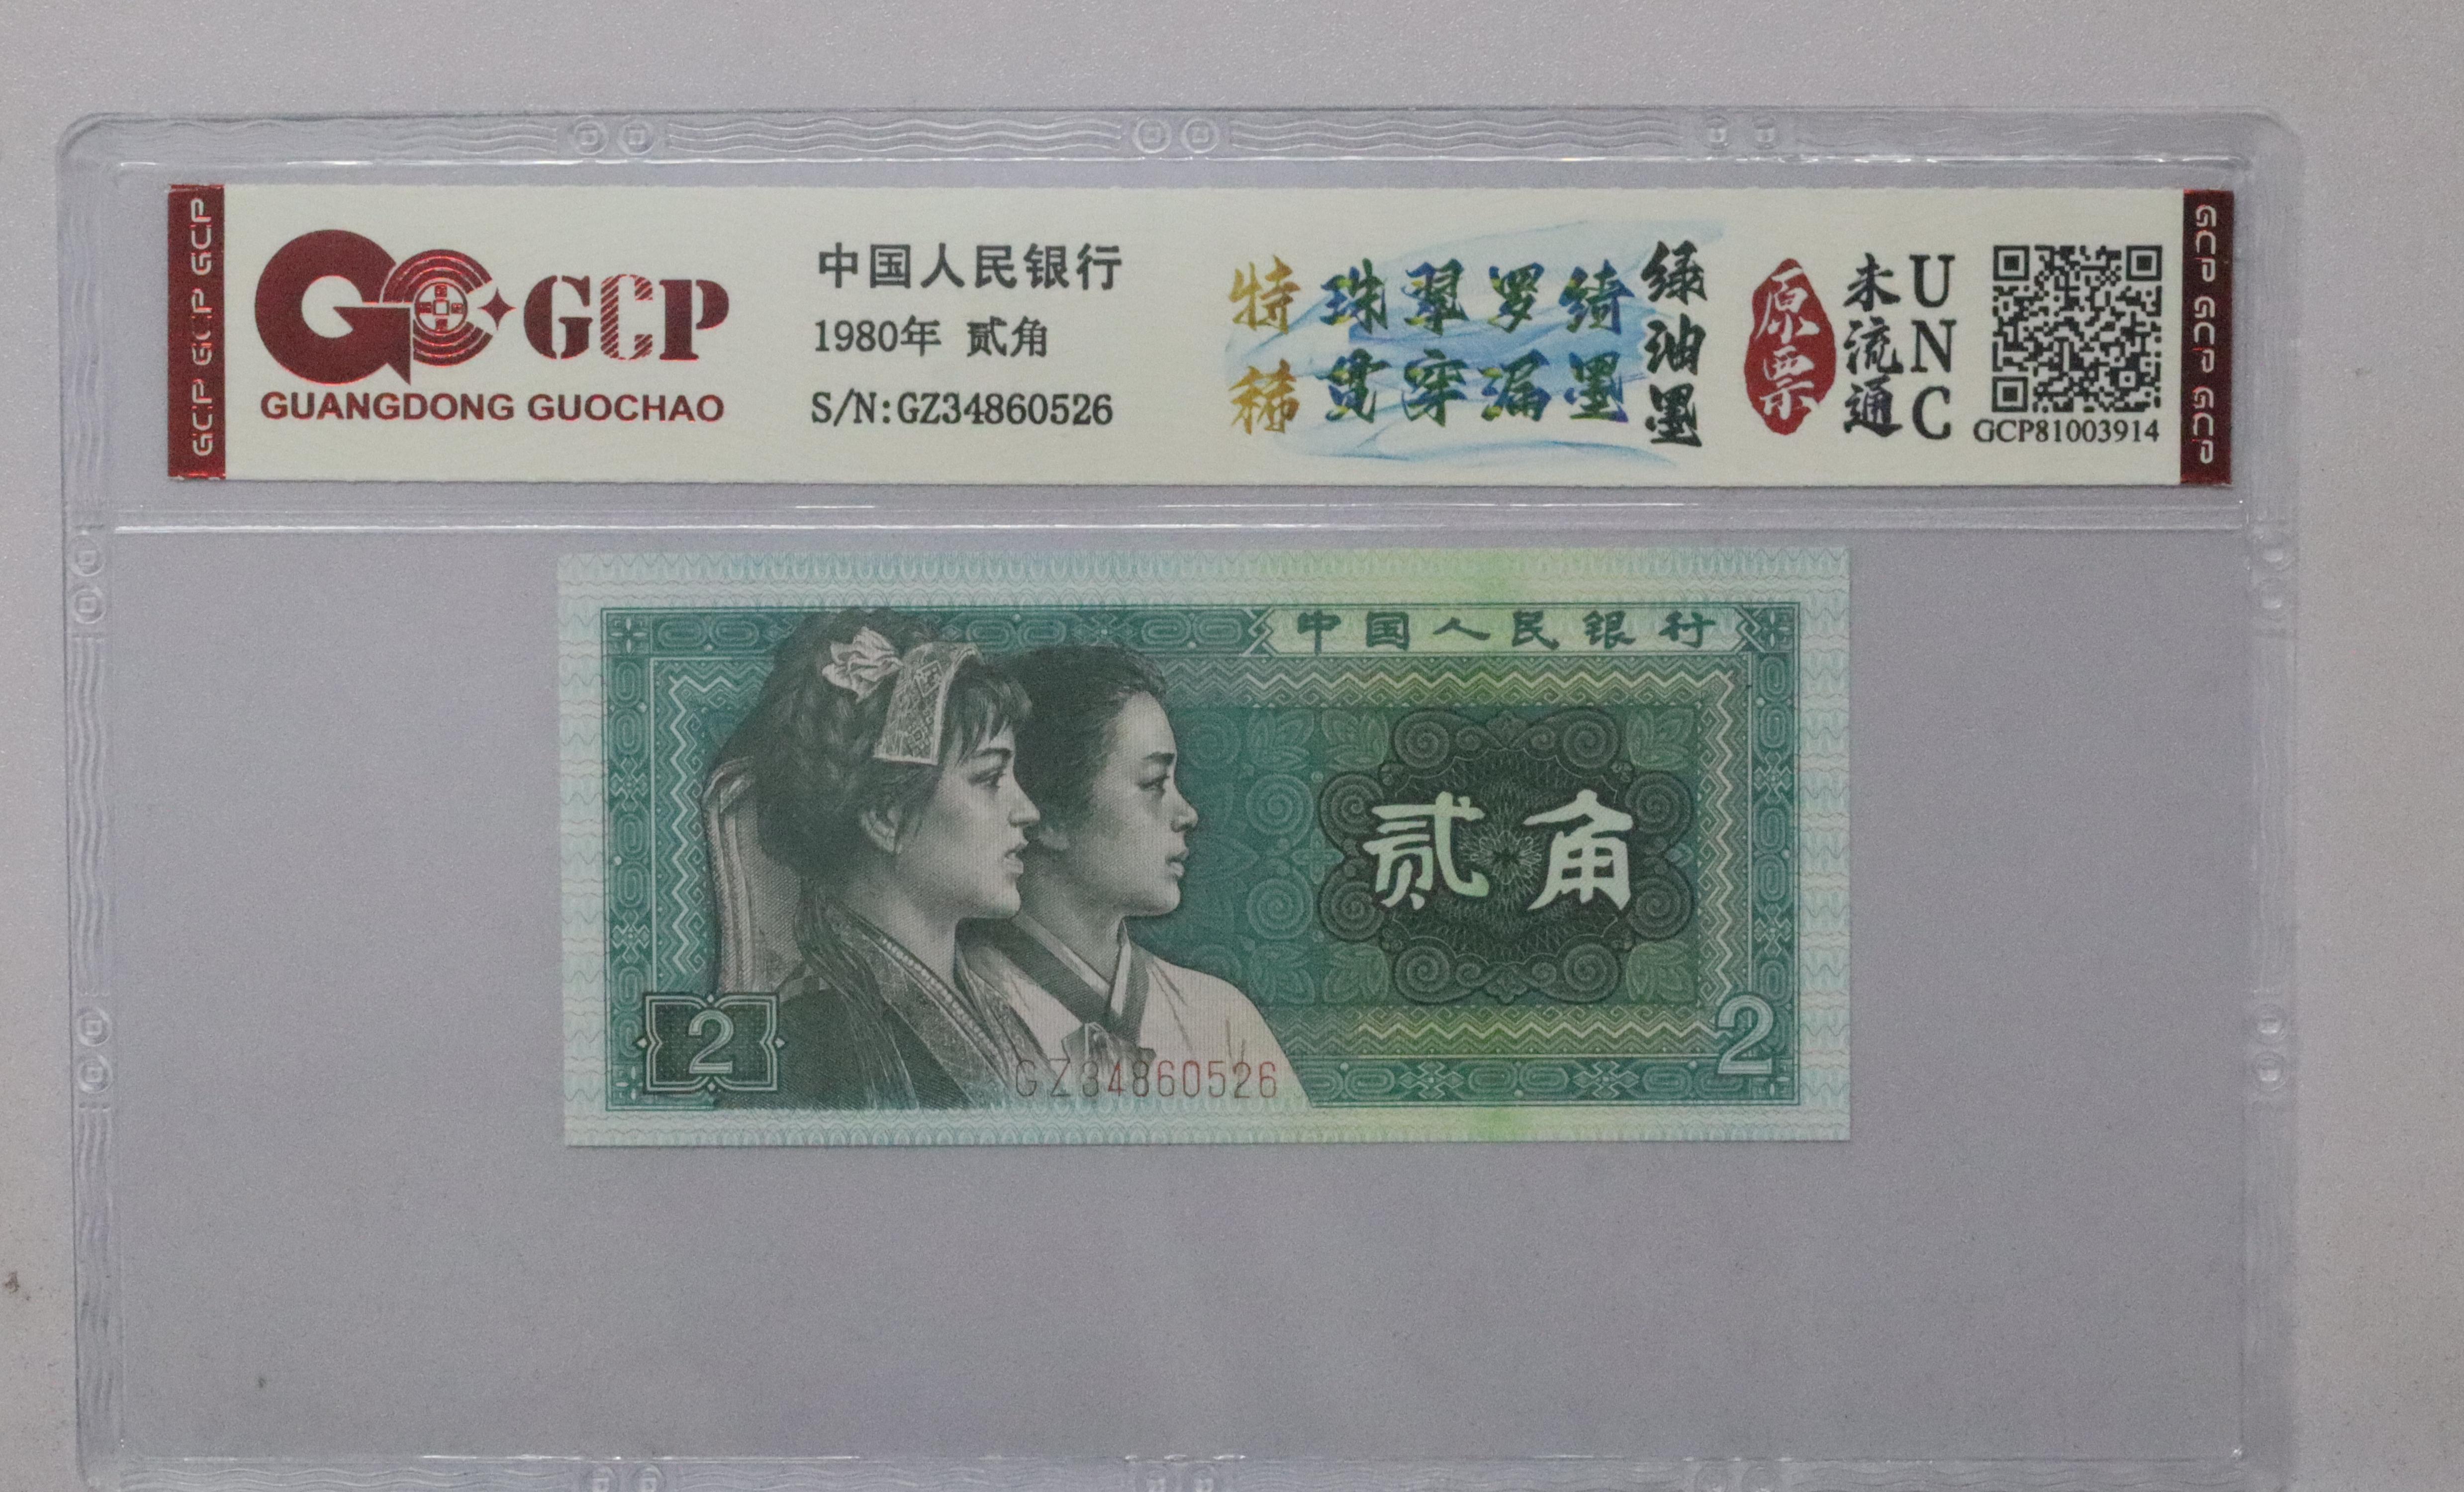 GCP GCP GCP
GCP
GUANGDONG GUOCHAO
中国人民银行
1980年 贰角
S/N:GZ34860526
特稀
珠翠罗绮
贯穿漏墨
绿油墨
原票
未流通
UNC
GCP81003914
GCP GCP GCP GCP
中国人民银行
贰角
2
GZ34860526
2